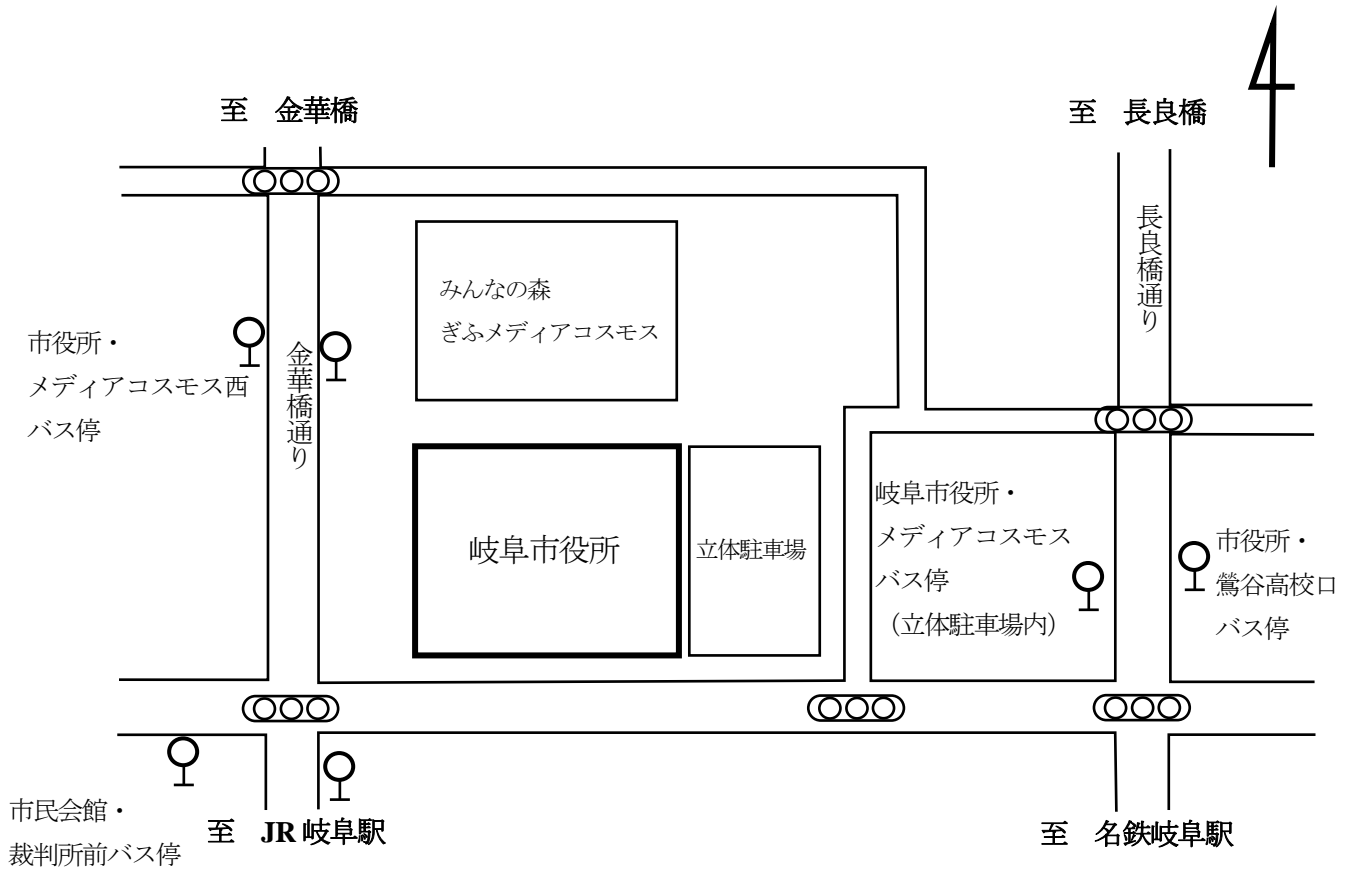 至 金華橋
至 長良橋
長良橋通り
みんなの森
ぎふメディアコスモス
市役所・
メディアコスモス西
バス停
金華橋通り
岐阜市役所
立体駐車場
岐阜市役所・
メディアコスモス
バス停
(立体駐車場内)
市役所・
鶯谷高校口
バス停
市民会館・
裁判所前バス停
至 JR岐阜駅
至 名鉄岐阜駅